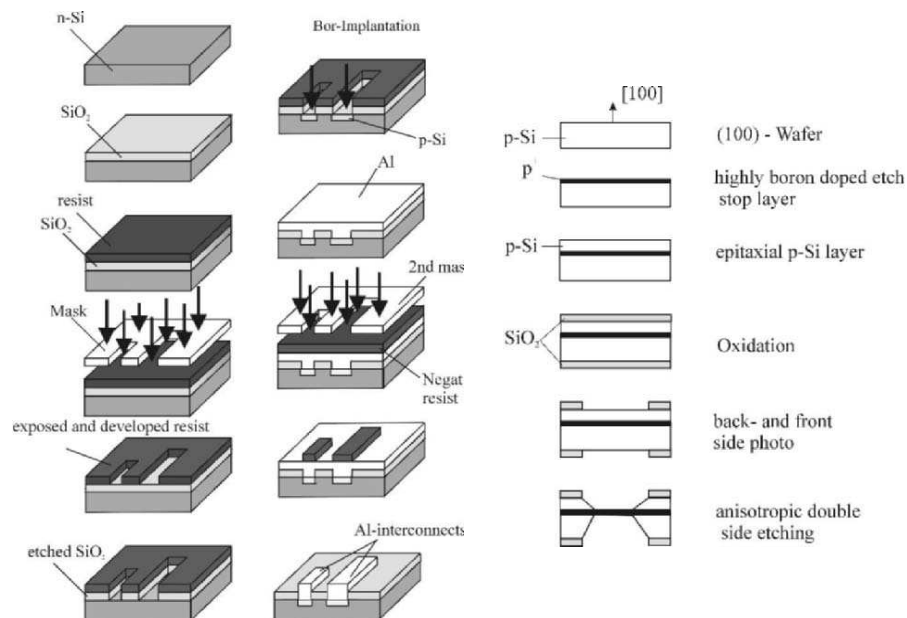 n-Si
SiO2
resist
SiO2
Mask
exposed and developed resist
etched SiO2
Bor-Implantation
p-Si
Al
2nd mas
Negat
resist
Al-interconnects
[100]
p-Si
(100) - Wafer
p+
highly boron doped etch
stop layer
p-Si
epitaxial p-Si layer
SiO2
Oxidation
back- and front
side photo
anisotropic double
side etching